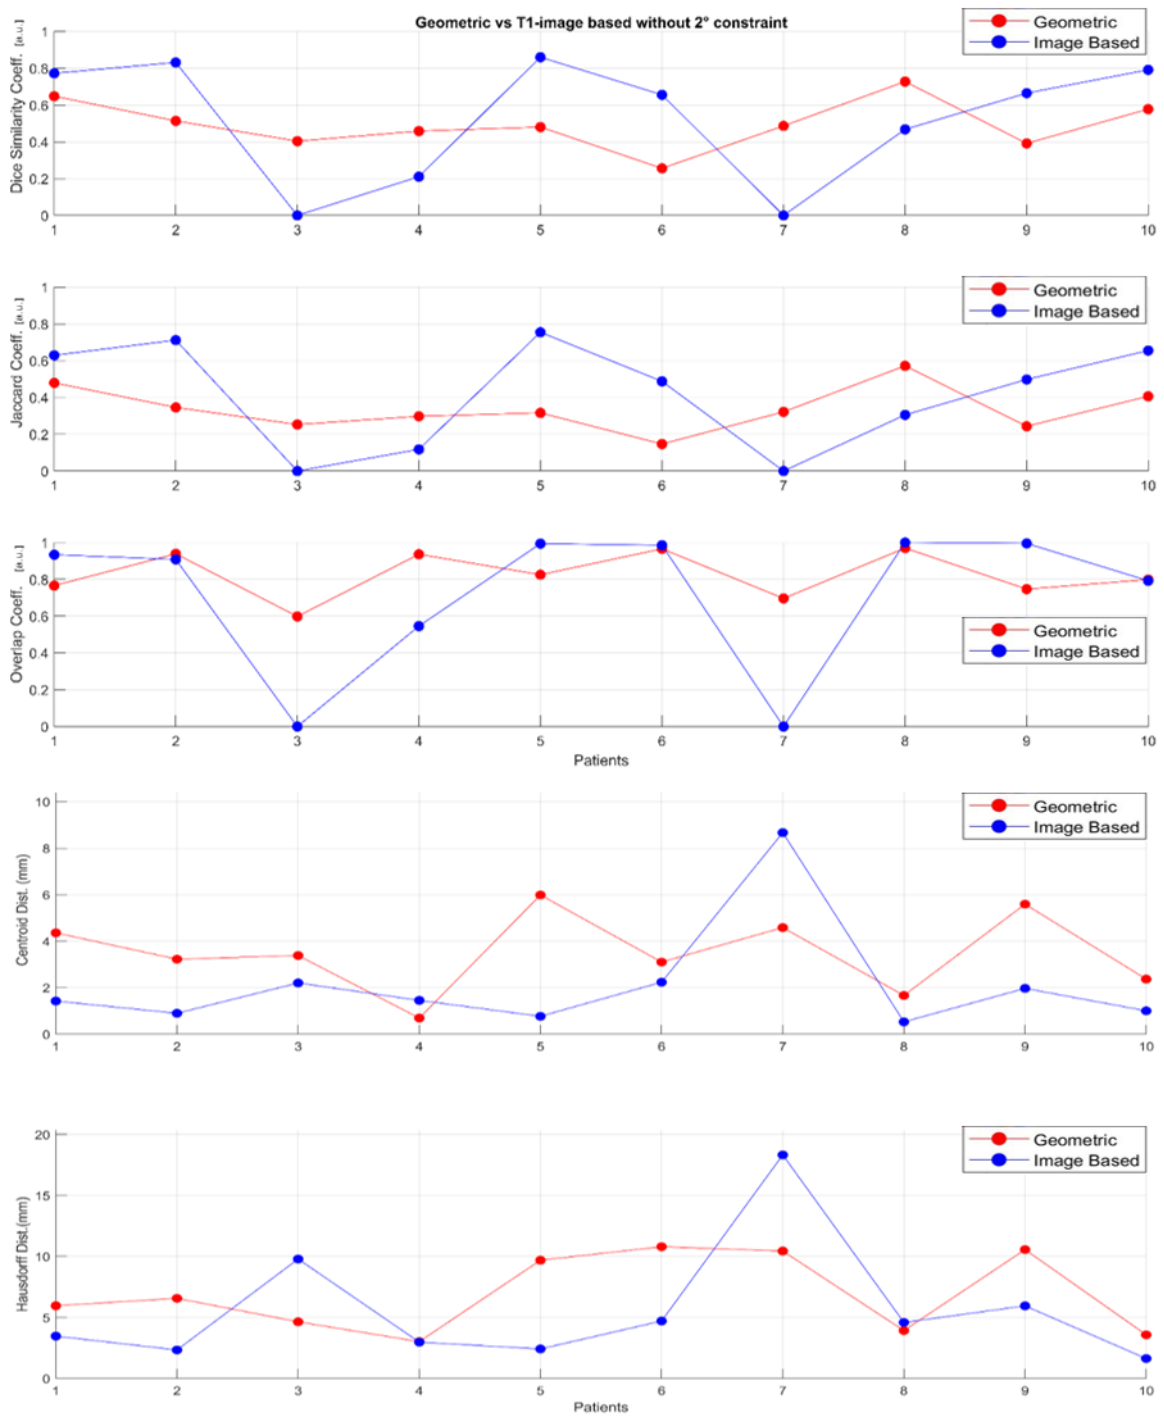 Geometric vs T1-image based without 2° constraint
Geometric
Image Based
Dice Similarity Coeff. [a.u.]
1
0.8
0.6
0.4
0.2
0
1 2 3 4 5 6 7 8 9 10
Geometric
Image Based
Jaccard Coeff. [a.u.]
1
0.8
0.6
0.4
0.2
0
1 2 3 4 5 6 7 8 9 10
Overlap Coeff. [a.u.]
1
0.8
0.6
0.4
0.2
0
Geometric
Image Based
1 2 3 4 5 6 7 8 9 10
Patients
Geometric
Image Based
Centroid Dist. (mm)
10
8
6
4
2
0
1 2 3 4 5 6 7 8 9 10
Geometric
Image Based
Hausdorff Dist.(mm)
20
15
10
5
0
1 2 3 4 5 6 7 8 9 10
Patients